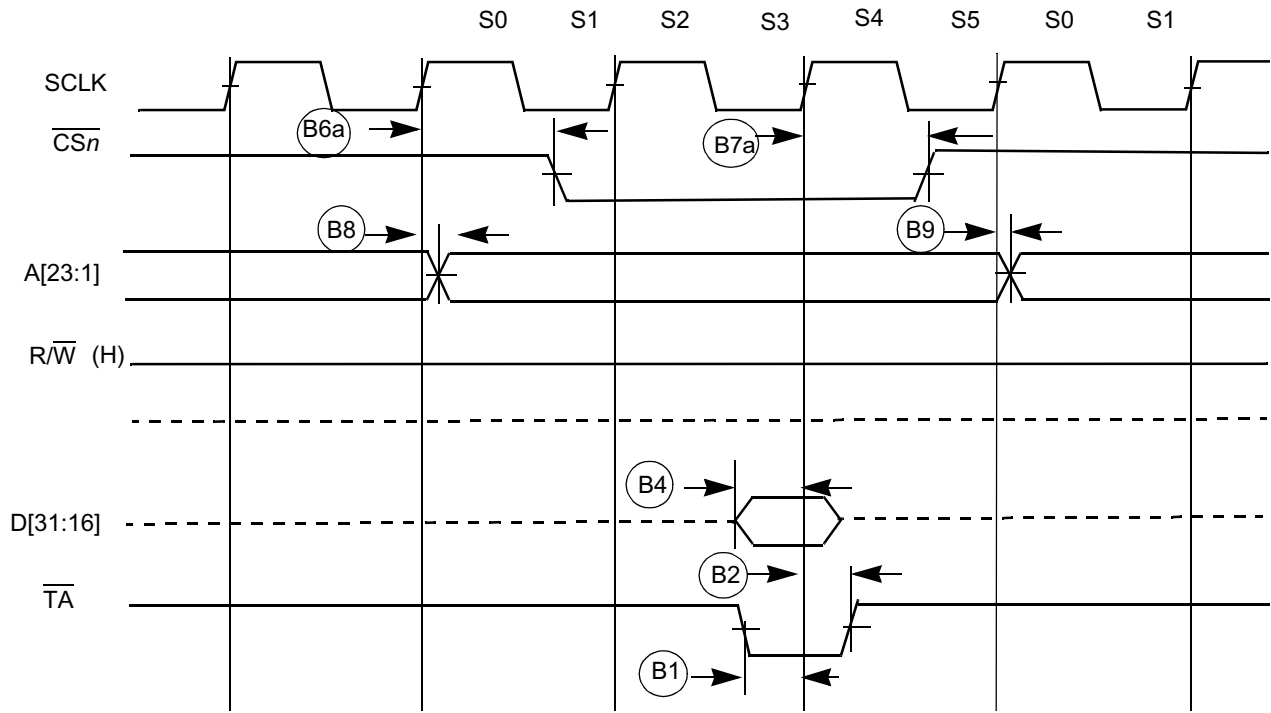 S0 S1 S2 S3 S4 S5 S0 S1
SCLK
B6a
CSn
B7a
B8
B9
A[23:1]
R/W (H)
B4
D[31:16]
B2
TA
B1